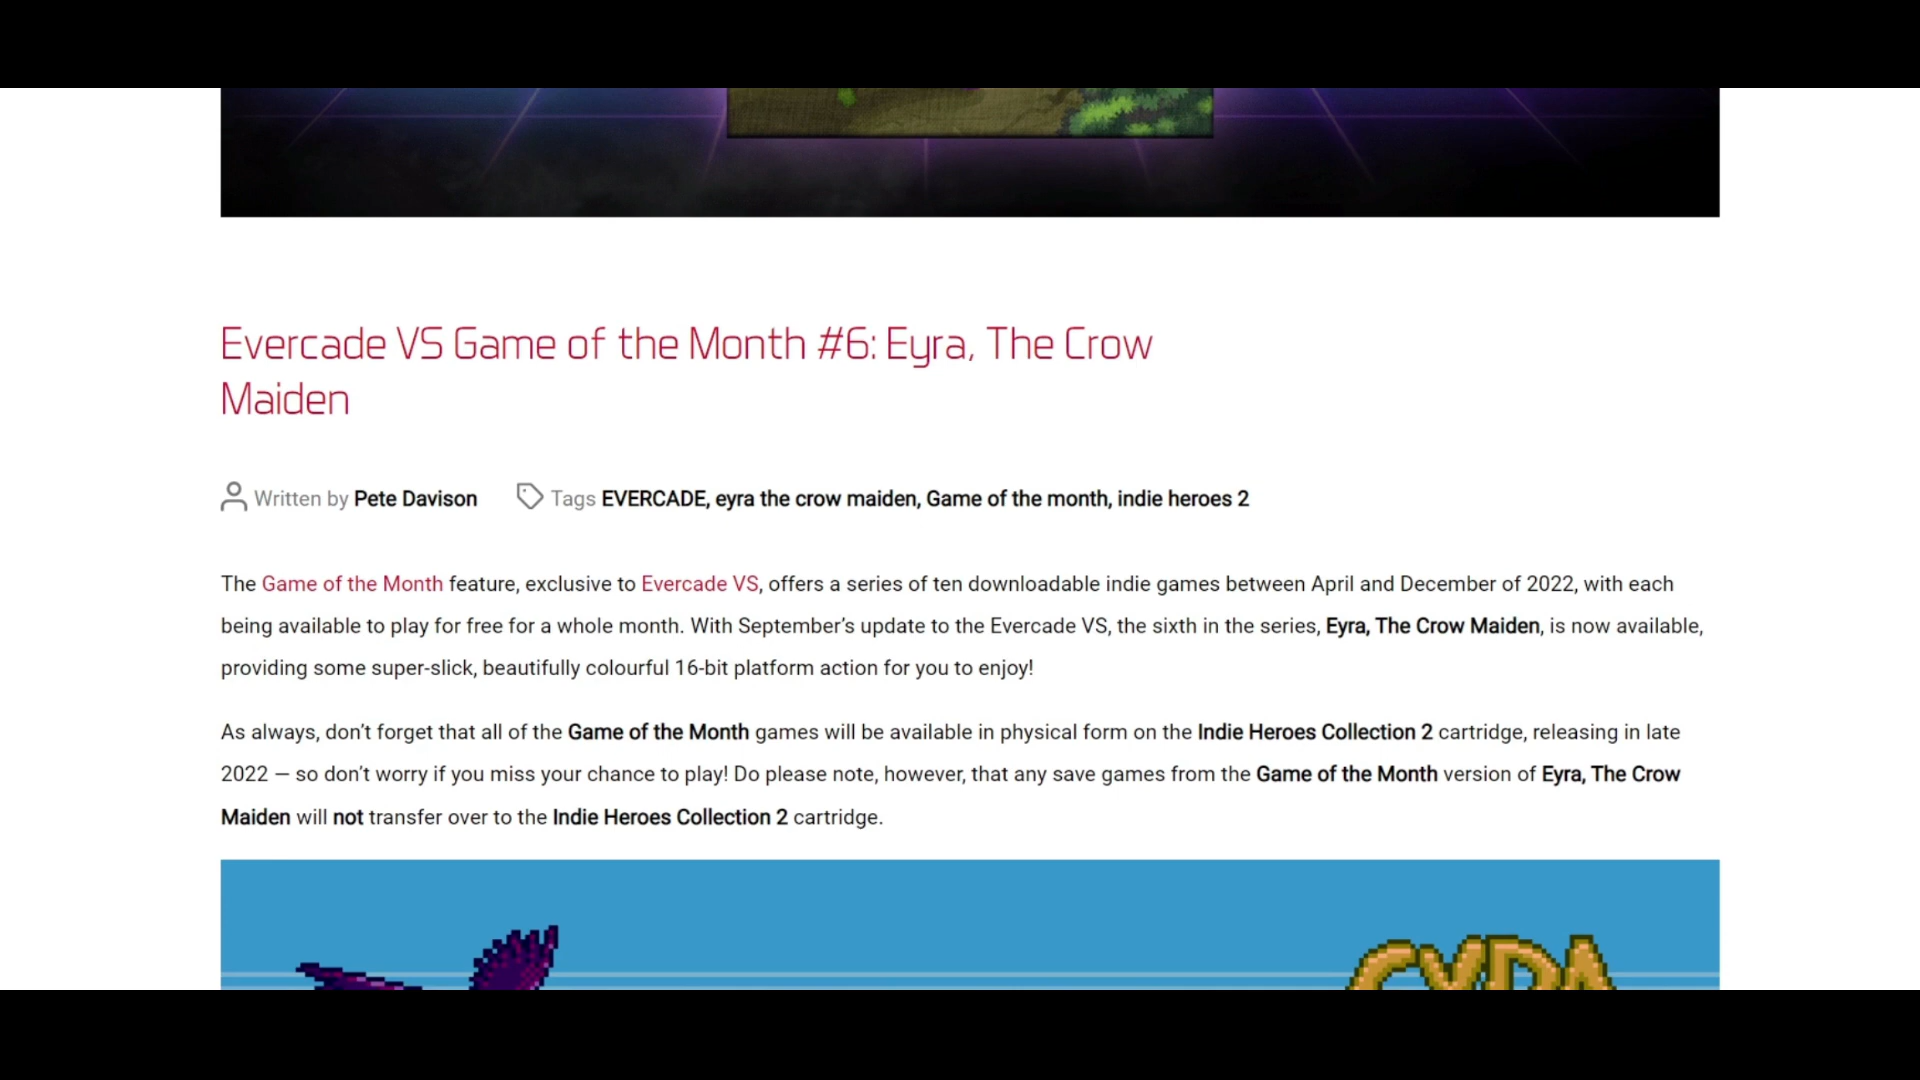 Evercade VS Game of the Month #6: Eyra, The Crow
Maiden
Written by Pete Davison Tags EVERCADE, eyra the crow maiden, Game of the month, indie heroes 2
The Game of the Month feature, exclusive to Evercade VS, offers a series of ten downloadable indie games between April and December of 2022, with each
being available to play for free for a whole month. With September’s update to the Evercade VS, the sixth in the series, Eyra, The Crow Maiden, is now available,
providing some super-slick, beautifully colourful 16-bit platform action for you to enjoy!
As always, don’t forget that all of the Game of the Month games will be available in physical form on the Indie Heroes Collection 2 cartridge, releasing in late
2022 — so don’t worry if you miss your chance to play! Do please note, however, that any save games from the Game of the Month version of Eyra, The Crow
Maiden will not transfer over to the Indie Heroes Collection 2 cartridge.